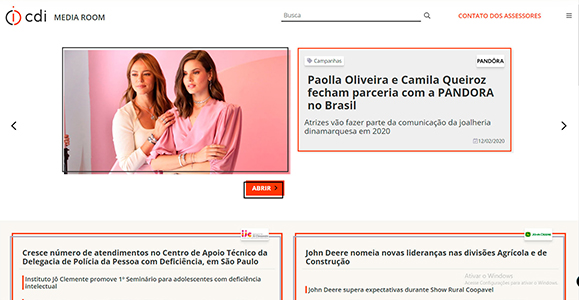 cdi MEDIA ROOM
Busca
CONTATO DOS ASSESSORES
Campanhas
PANDÖRA
Paolla Oliveira e Camila Queiroz
fecham parceria com a PANDORA
no Brasil
Atrizes vão fazer parte da comunicação da joalheria
dinamarquesa em 2020
12/02/2020
ABRIR
Cresce número de atendimentos no Centro de Apoio Técnico da
Delegacia de Polícia da Pessoa com Deficiência, em São Paulo
Instituto Jô Clemente promove 1º Seminário para adolescentes com deficiência
intelectual
John Deere nomeia novas lideranças nas divisões Agrícola e de
Construção
John Deere supera expectativas durante Show Rural Coopavel
Ativar o Windows
Acesse Configurações para ativar o Windows.